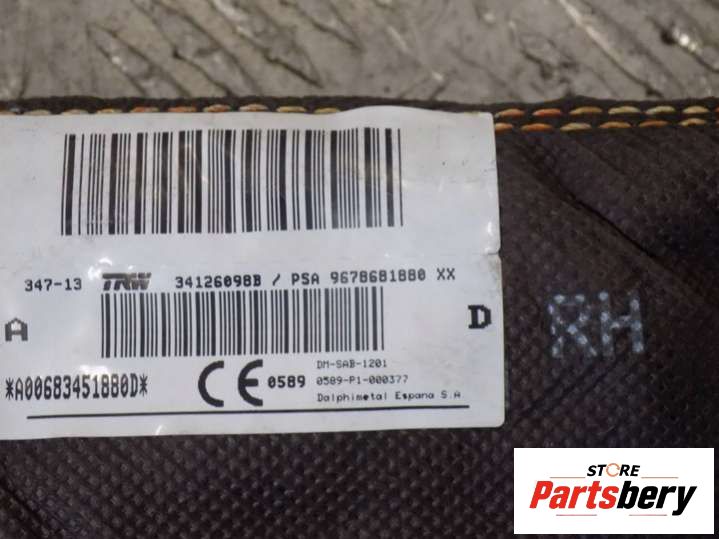 347-13 TRW 34126098B / PSA 9678681880 XX
A D
RH
*A00683451880D*
CE 0589
DM-SAB-1201
0589-P1-000377
Dalphimetal Espana S.A.
STORE
Partsbery